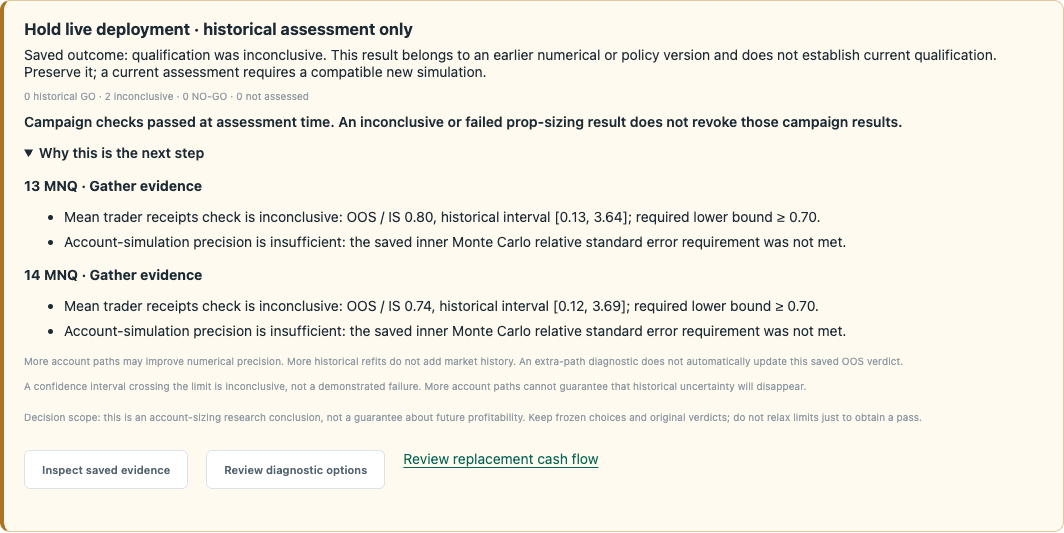 Hold live deployment · historical assessment only
Saved outcome: qualification was inconclusive. This result belongs to an earlier numerical or policy version and does not establish current qualification.
Preserve it; a current assessment requires a compatible new simulation.
0 historical GO · 2 inconclusive · 0 NO-GO · 0 not assessed
Campaign checks passed at assessment time. An inconclusive or failed prop-sizing result does not revoke those campaign results.
▼ Why this is the next step
13 MNQ · Gather evidence
• Mean trader receipts check is inconclusive: OOS / IS 0.80, historical interval [0.13, 3.64]; required lower bound ≥ 0.70.
• Account-simulation precision is insufficient: the saved inner Monte Carlo relative standard error requirement was not met.
14 MNQ · Gather evidence
• Mean trader receipts check is inconclusive: OOS / IS 0.74, historical interval [0.12, 3.69]; required lower bound ≥ 0.70.
• Account-simulation precision is insufficient: the saved inner Monte Carlo relative standard error requirement was not met.
More account paths may improve numerical precision. More historical refits do not add market history. An extra-path diagnostic does not automatically update this saved OOS verdict.
A confidence interval crossing the limit is inconclusive, not a demonstrated failure. More account paths cannot guarantee that historical uncertainty will disappear.
Decision scope: this is an account-sizing research conclusion, not a guarantee about future profitability. Keep frozen choices and original verdicts; do not relax limits just to obtain a pass.
Inspect saved evidence
Review diagnostic options
Review replacement cash flow